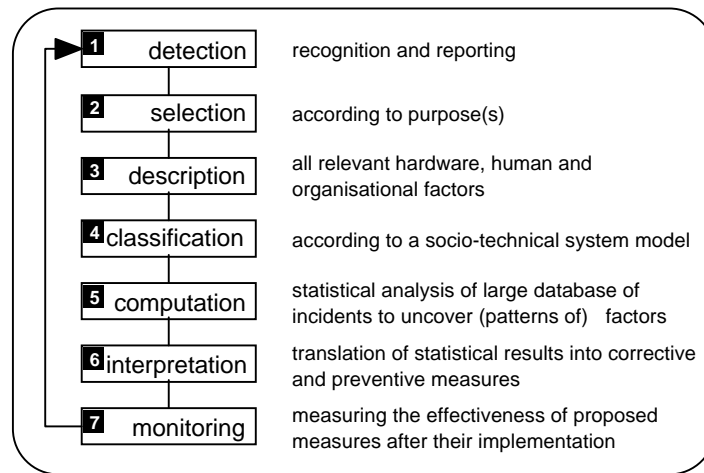 1 detection recognition and reporting
2 selection according to purpose(s)
3 description all relevant hardware, human and
organisational factors
4 classification according to a socio-technical system model
5 computation statistical analysis of large database of
incidents to uncover (patterns of) factors
6 interpretation translation of statistical results into corrective
and preventive measures
7 monitoring measuring the effectiveness of proposed
measures after their implementation